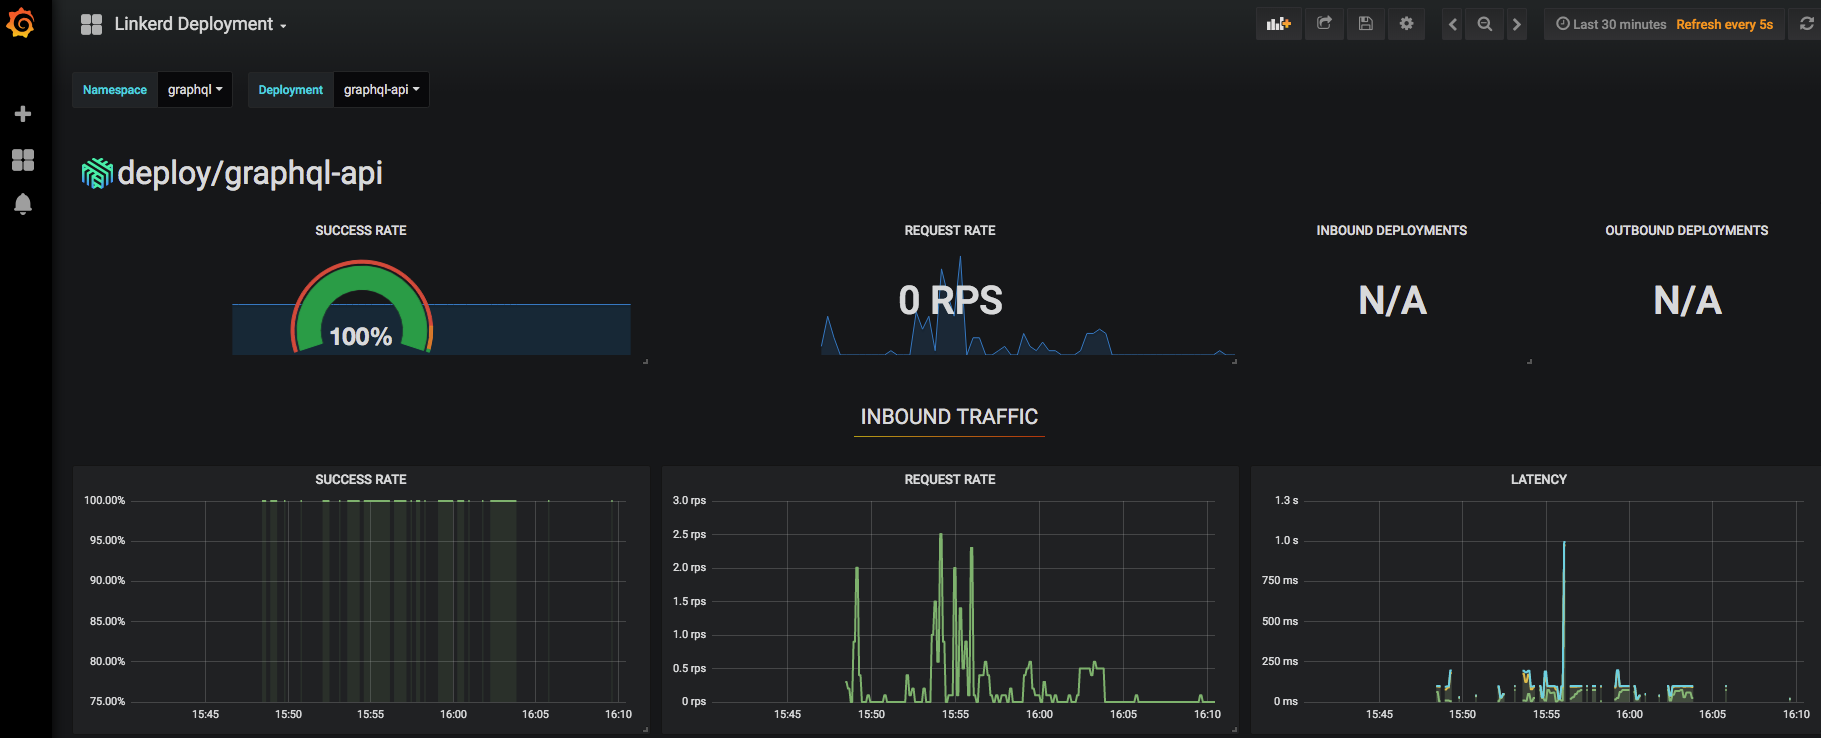 Linkerd Deployment
Last 30 minutes Refresh every 5s
Namespace graphql Deployment graphql-api
deploy/graphql-api
SUCCESS RATE
100%
REQUEST RATE
0 RPS
INBOUND DEPLOYMENTS
N/A
OUTBOUND DEPLOYMENTS
N/A
INBOUND TRAFFIC
SUCCESS RATE
100.00%
95.00%
90.00%
85.00%
80.00%
75.00%
15:45 15:50 15:55 16:00 16:05 16:10
REQUEST RATE
3.0 rps
2.5 rps
2.0 rps
1.5 rps
1.0 rps
0.5 rps
0 rps
15:45 15:50 15:55 16:00 16:05 16:10
LATENCY
1.3 s
1.0 s
750 ms
500 ms
250 ms
0 ms
15:45 15:50 15:55 16:00 16:05 16:10